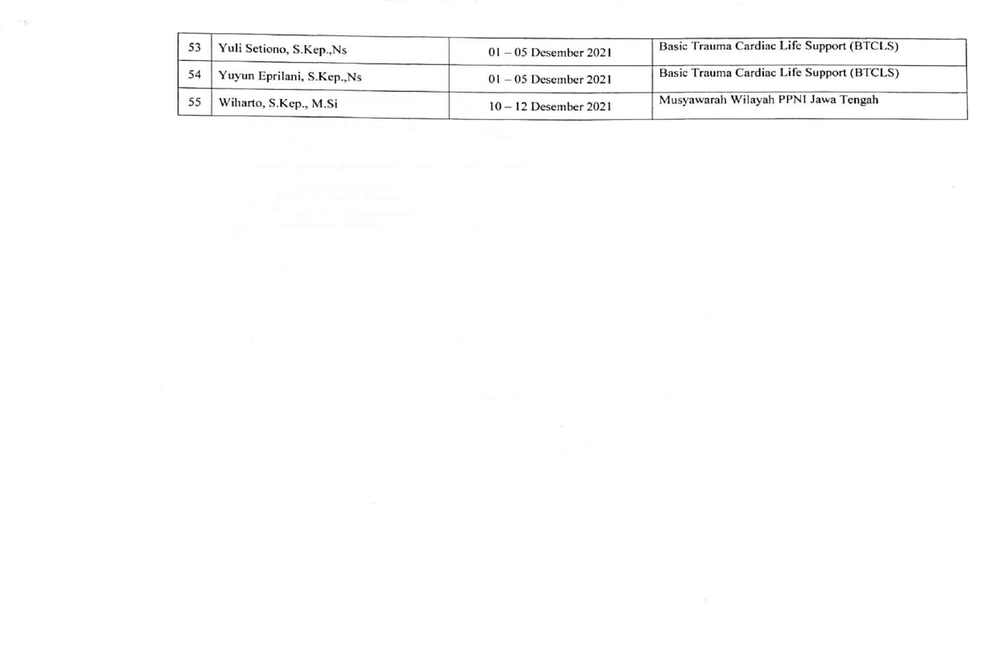 53 Yuli Setiono, S.Kep.,Ns 01 – 05 Desember 2021 Basic Trauma Cardiac Life Support (BTCLS)
54 Yuyun Eprilani, S.Kep.,Ns 01 – 05 Desember 2021 Basic Trauma Cardiac Life Support (BTCLS)
55 Wiharto, S.Kep., M.Si 10 – 12 Desember 2021 Musyawarah Wilayah PPNI Jawa Tengah